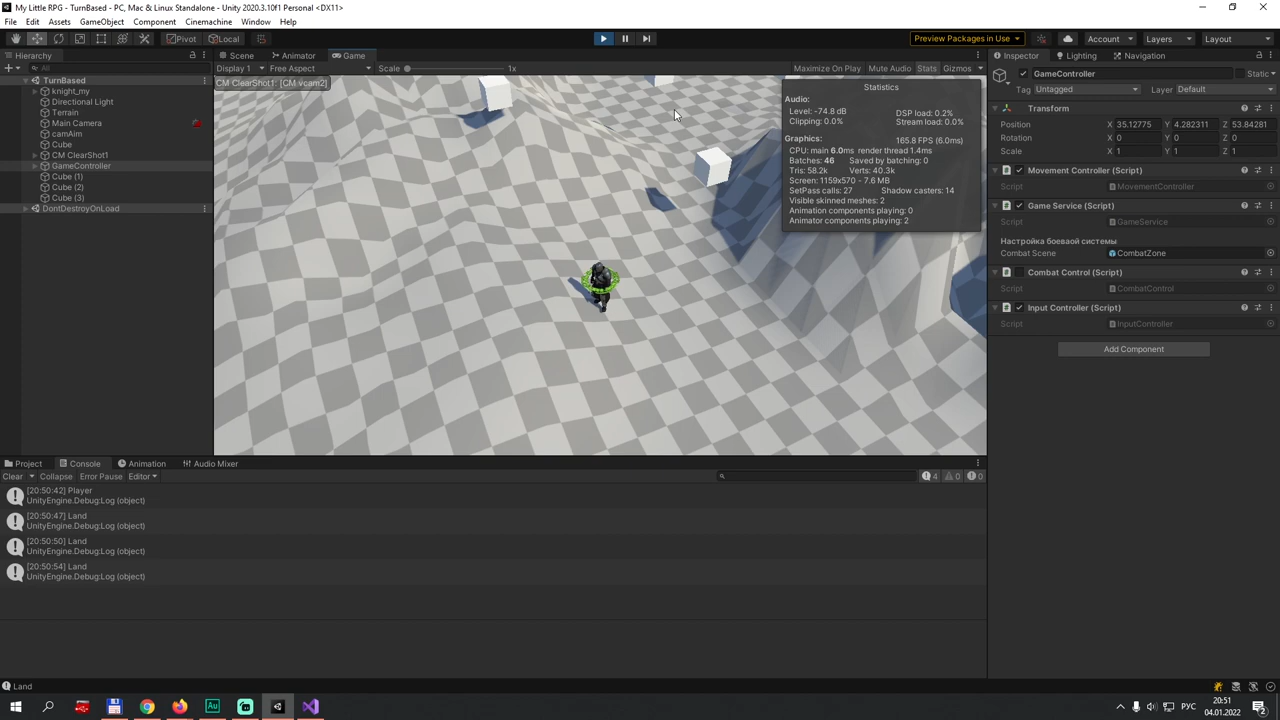 My Little RPG - TurnBased - PC, Mac & Linux Standalone - Unity 2020.3.10f1 Personal <DX11>
File Edit Assets GameObject Component Cinemachine Window Help
Pivot Local Preview Packages in Use Account Layers Layout
Hierarchy Scene Animator Game Inspector Lighting Navigation
All
Display 1 Free Aspect Scale 1x Maximize On Play Mute Audio Stats Gizmos
TurnBased
knight_my
Directional Light
Terrain
Main Camera
camAim
Cube
CM ClearShot1
GameController
Cube (1)
Cube (2)
Cube (3)
DontDestroyOnLoad
CM ClearShot1: [CM vcam2]
Statistics
Audio:
Level: -74.8 dB DSP load: 0.2%
Clipping: 0.0% Stream load: 0.0%
Graphics: 165.8 FPS (6.0ms)
CPU: main 6.0ms render thread 1.4ms
Batches: 46 Saved by batching: 0
Tris: 58.2k Verts: 40.3k
Screen: 1159x570 - 7.6 MB
SetPass calls: 27 Shadow casters: 14
Visible skinned meshes: 2
Animation components playing: 0
Animator components playing: 2
GameController Static
Tag Untagged Layer Default
Transform
Position X 35.12775 Y 4.282311 Z 53.84281
Rotation X 0 Y 0 Z 0
Scale X 1 Y 1 Z 1
Movement Controller (Script)
Script MovementController
Game Service (Script)
Script GameService
Настройка боеваой системы
Combat Scene CombatZone
Combat Control (Script)
Script CombatControl
Input Controller (Script)
Script InputController
Add Component
Project Console Animation Audio Mixer
Clear Collapse Error Pause Editor 4 0 0
[20:50:42] Player
UnityEngine.Debug:Log (object)
[20:50:47] Land
UnityEngine.Debug:Log (object)
[20:50:50] Land
UnityEngine.Debug:Log (object)
[20:50:54] Land
UnityEngine.Debug:Log (object)
Land
Au
РУС
20:51
04.01.2022